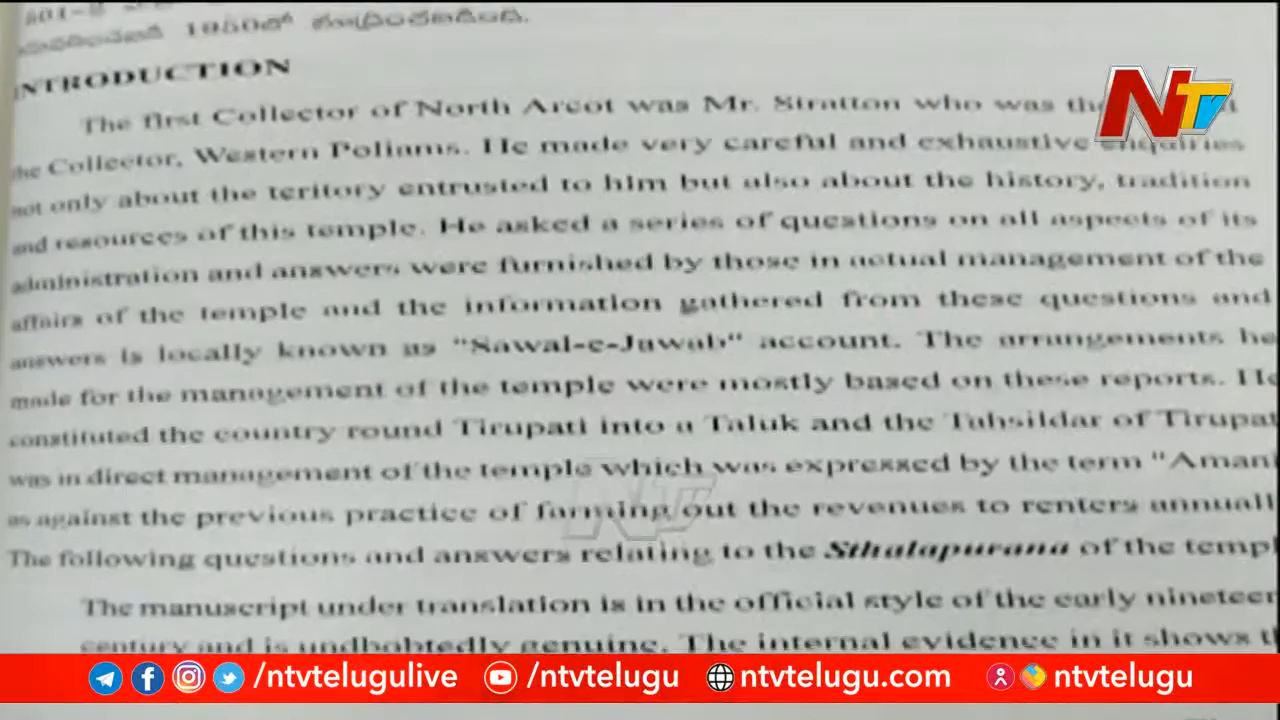 1950లో
INTRODUCTION
The first Collector of North Arcot was Mr. Stratton who was
the Collector, Western Poliams. He made very careful and exhaustive enquiries
not only about the teritory entrusted to him but also about the history, tradition
and resources of this temple. He asked a series of questions on all aspects of its
administration and answers were furnished by those in actual management of the
affairs of the temple and the information gathered from these questions and
answers is locally known as "Sawal-e-Jawab" account. The arrangements he
made for the management of the temple were mostly based on these reports. He
constituted the country round Tirupati into a Taluk and the Tahsildar of Tirupat
was in direct management of the temple which was expressed by the term "Amani
as against the previous practice of farming out the revenues to renters annuall
The following questions and answers relating to the Sthalapurana of the templ
The manuscript under translation is in the official style of the early nineteen
century and is undhobtedly genuine. The internal evidence in it shows th
NTV
NTV
/ntvtelugulive /ntvtelugu ntvtelugu.com ntvtelugu